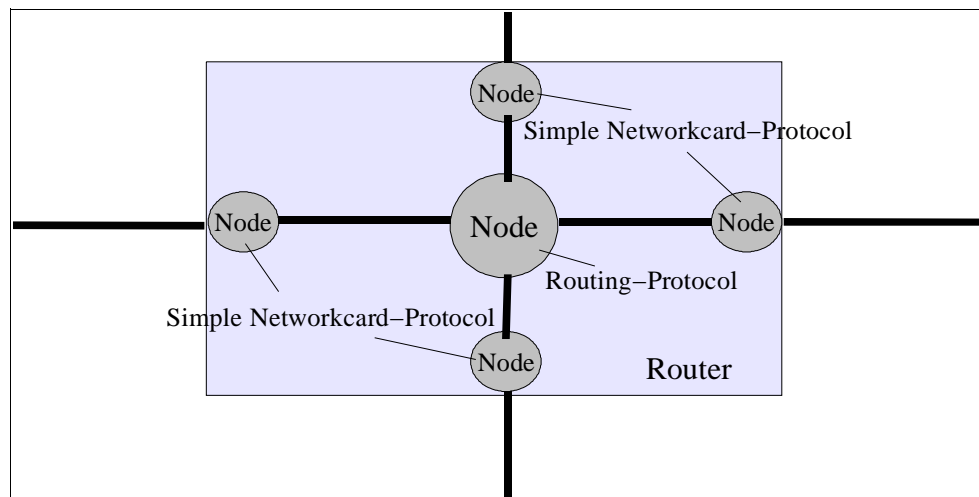 Node
Simple Networkcard−Protocol
Node
Node
Node
Routing−Protocol
Simple Networkcard−Protocol
Node
Router